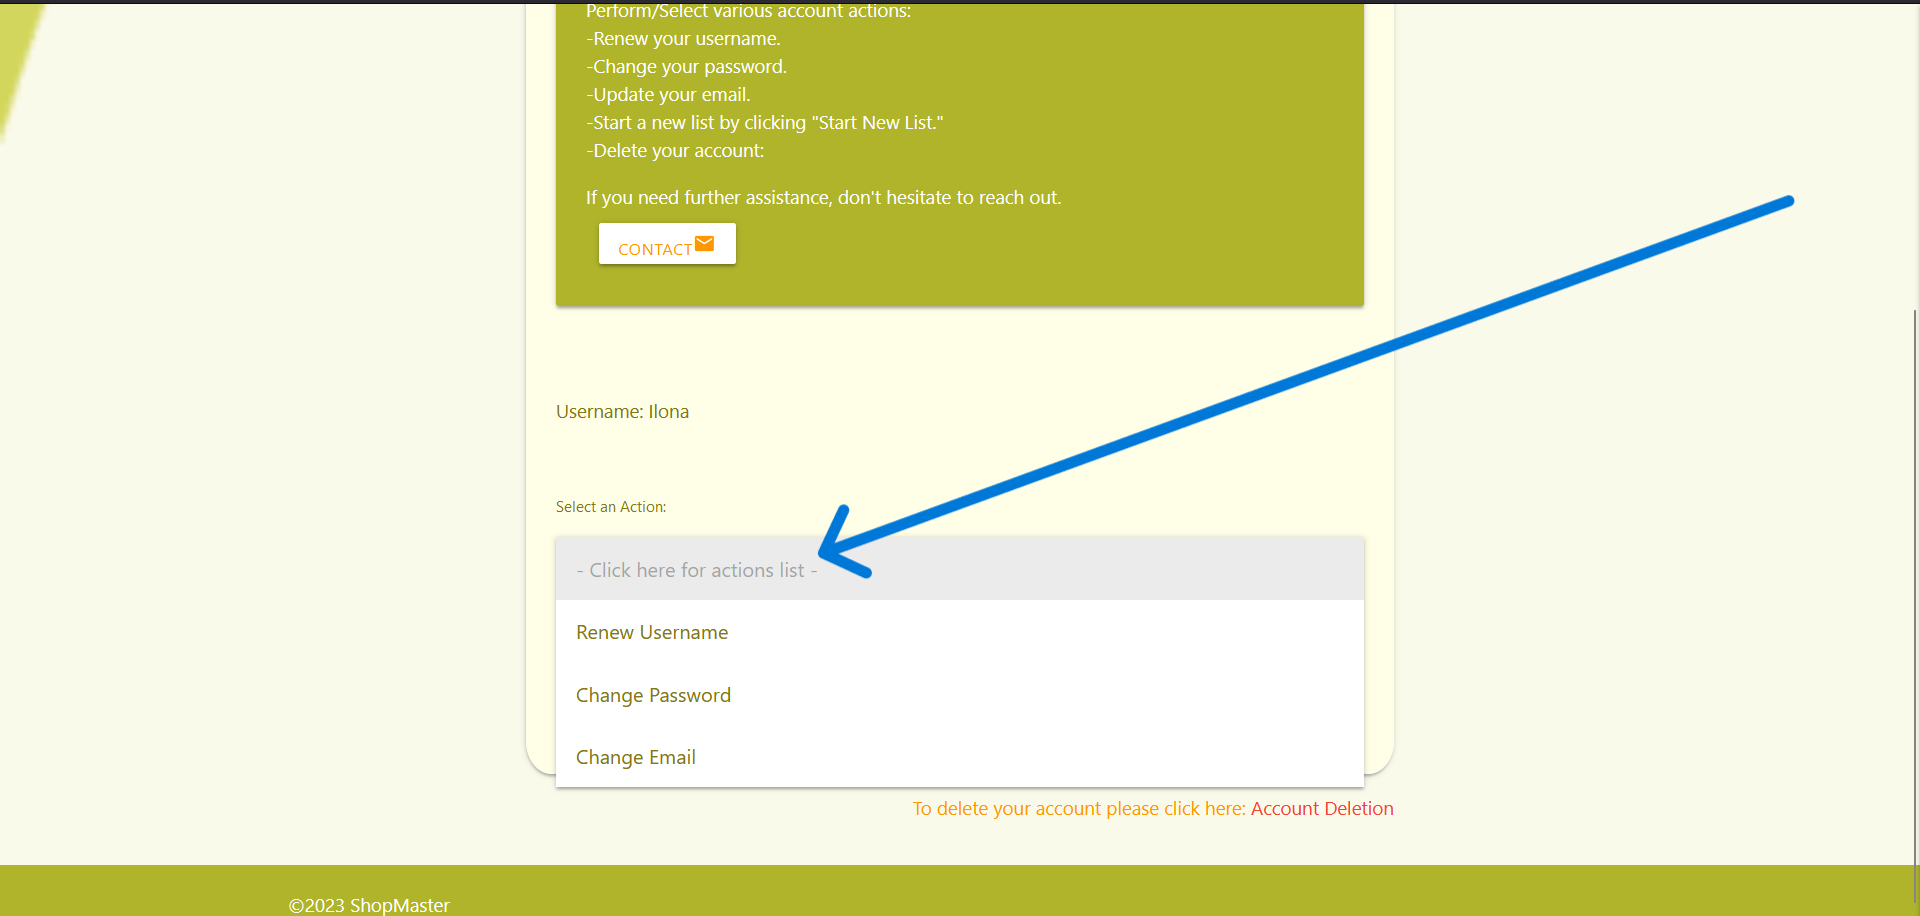 Perform/Select various account actions:
-Renew your username.
-Change your password.
-Update your email.
-Start a new list by clicking "Start New List."
-Delete your account:
If you need further assistance, don't hesitate to reach out.
CONTACT
Username: Ilona
Select an Action:
- Click here for actions list -
Renew Username
Change Password
Change Email
To delete your account please click here: Account Deletion
©2023 ShopMaster